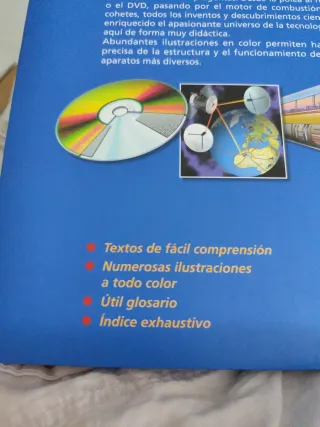 o el DVD, pasando por el motor de combustión
cohetes, todos los inventos y descubrimientos cien
enriquecido el apasionante universo de la tecnolog
aquí de forma muy didáctica.
Abundantes ilustraciones en color permiten ha
precisa de la estructura y el funcionamiento de
aparatos más diversos.
Textos de fácil comprensión
Numerosas ilustraciones
a todo color
Útil glosario
Índice exhaustivo